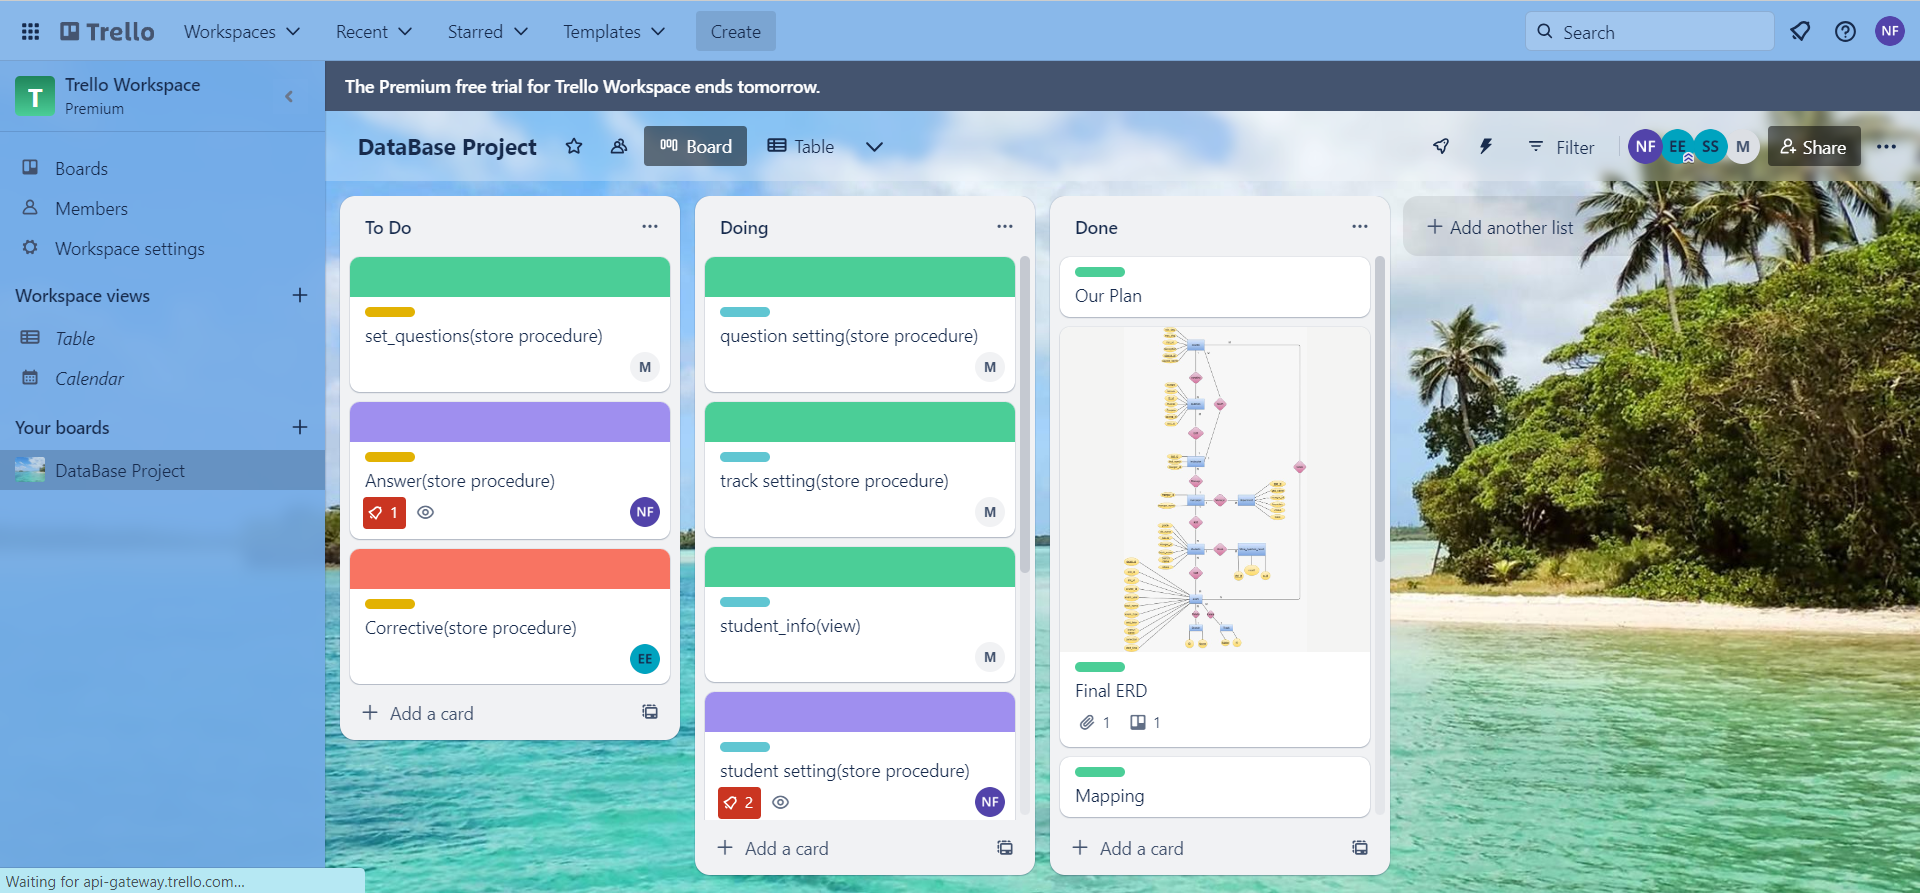 Trello
Workspaces
Recent
Starred
Templates
Create
Search
NF
T
Trello Workspace
Premium
Boards
Members
Workspace settings
Workspace views
Table
Calendar
Your boards
DataBase Project
The Premium free trial for Trello Workspace ends tomorrow.
DataBase Project
Board
Table
Filter
NF
EE
SS
M
Share
To Do
set_questions(store procedure)
M
Answer(store procedure)
1
NF
Corrective(store procedure)
EE
Add a card
Doing
question setting(store procedure)
M
track setting(store procedure)
M
student_info(view)
M
student setting(store procedure)
2
NF
Add a card
Done
Our Plan
Final ERD
1
1
Mapping
Add a card
Add another list
Waiting for api-gateway.trello.com...